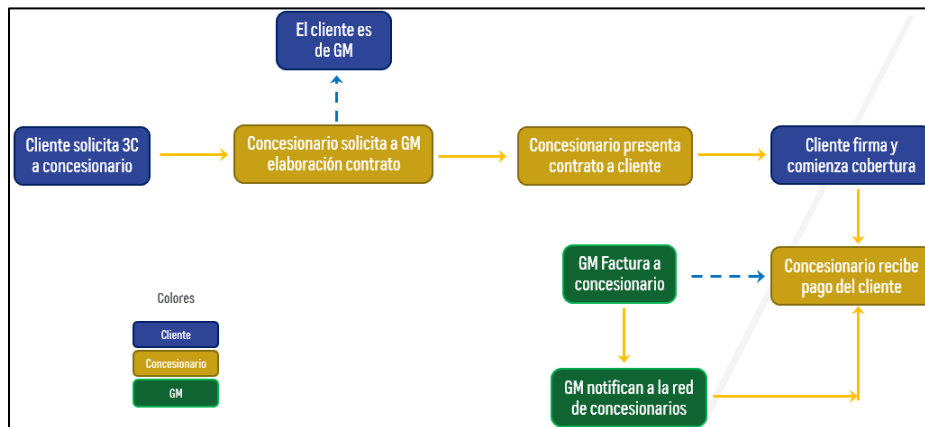 El cliente es
de GM
Cliente solicita 3C
a concesionario
Concesionario solicita a GM
elaboración contrato
Concesionario presenta
contrato a cliente
Cliente firma y
comienza cobertura
GM Factura a
concesionario
Concesionario recibe
pago del cliente
Colores
Cliente
Concesionario
GM
GM notifican a la red
de concesionarios